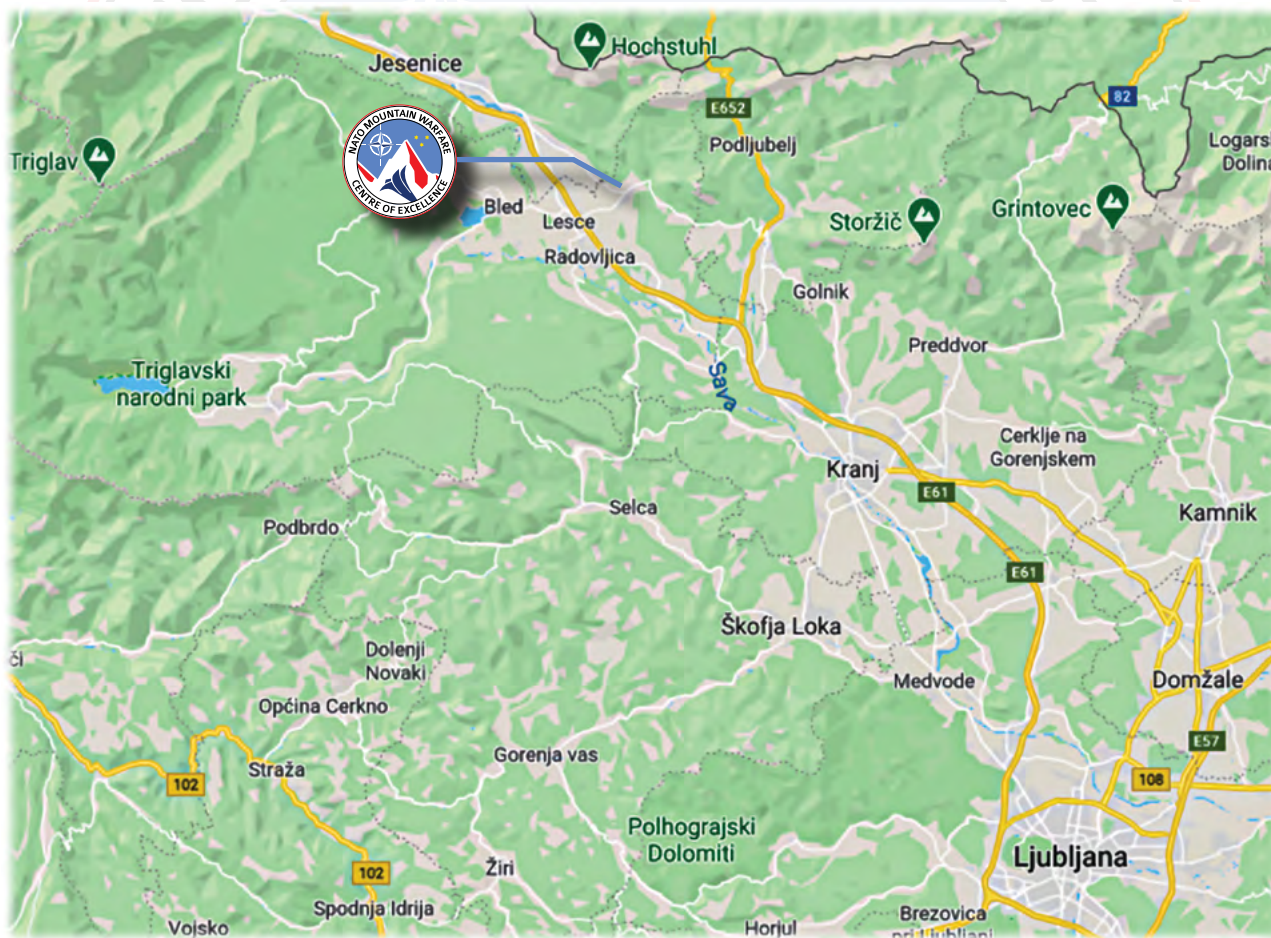 Hochstuhl
Jesenice
82
E652
NATO MOUNTAIN WARFARE
CENTRE OF EXCELLENCE
Podljubelj
Triglav
Dolina
Bled
Lesce
Storžič
Grintovec
Radovljica
Golnik
Preddvor
Triglavski
narodni park
Sava
Cerklje na
Gorenjskem
Kranj
E61
Selca
Kamnik
Podbrdo
E61
Škofja Loka
Dolenji
Novaki
Medvode
Domžale
Općina Cerkno
E57
Gorenja vas
Straža
102
108
Polhograjski
Dolomiti
Ljubljana
Žiri
102
Spodnja Idrija
Vojsko
Horjul
Brezovica
pri Ljubljani